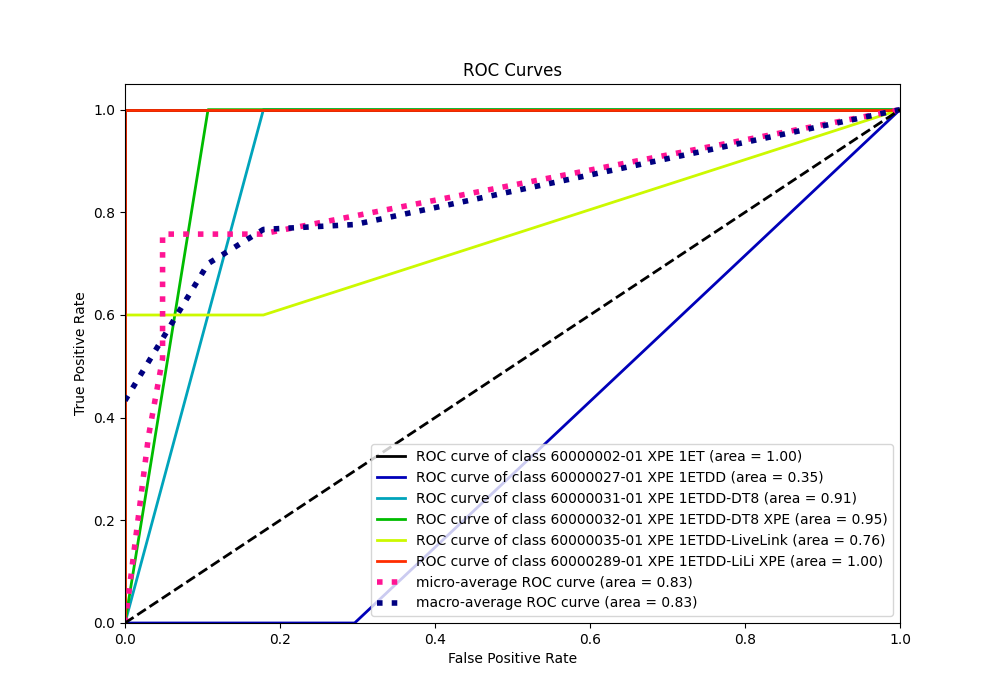 ROC Curves
True Positive Rate
1.0
0.8
0.6
0.4
0.2
0.0
ROC curve of class 60000002-01 XPE 1ET (area = 1.00)
ROC curve of class 60000027-01 XPE 1ETDD (area = 0.35)
ROC curve of class 60000031-01 XPE 1ETDD-DT8 (area = 0.91)
ROC curve of class 60000032-01 XPE 1ETDD-DT8 XPE (area = 0.95)
ROC curve of class 60000035-01 XPE 1ETDD-LiveLink (area = 0.76)
ROC curve of class 60000289-01 XPE 1ETDD-LiLi XPE (area = 1.00)
micro-average ROC curve (area = 0.83)
macro-average ROC curve (area = 0.83)
0.0 0.2 0.4 0.6 0.8 1.0
False Positive Rate